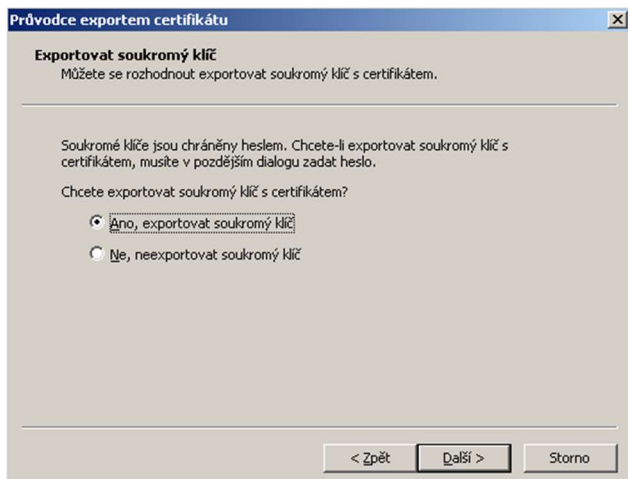 Průvodce exportem certifikátu
Exportovat soukromý klíč
Můžete se rozhodnout exportovat soukromý klíč s certifikátem.
Soukromé klíče jsou chráněny heslem. Chcete-li exportovat soukromý klíč s
certifikátem, musíte v pozdějším dialogu zadat heslo.
Chcete exportovat soukromý klíč s certifikátem?
Ano, exportovat soukromý klíč
Ne, neexportovat soukromý klíč
< Zpět
Další >
Storno